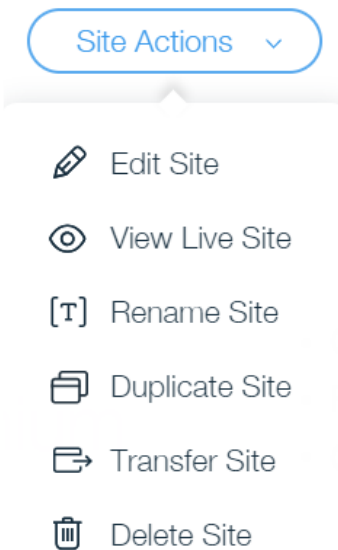 Site Actions
Edit Site
View Live Site
[T] Rename Site
Duplicate Site
Transfer Site
Delete Site